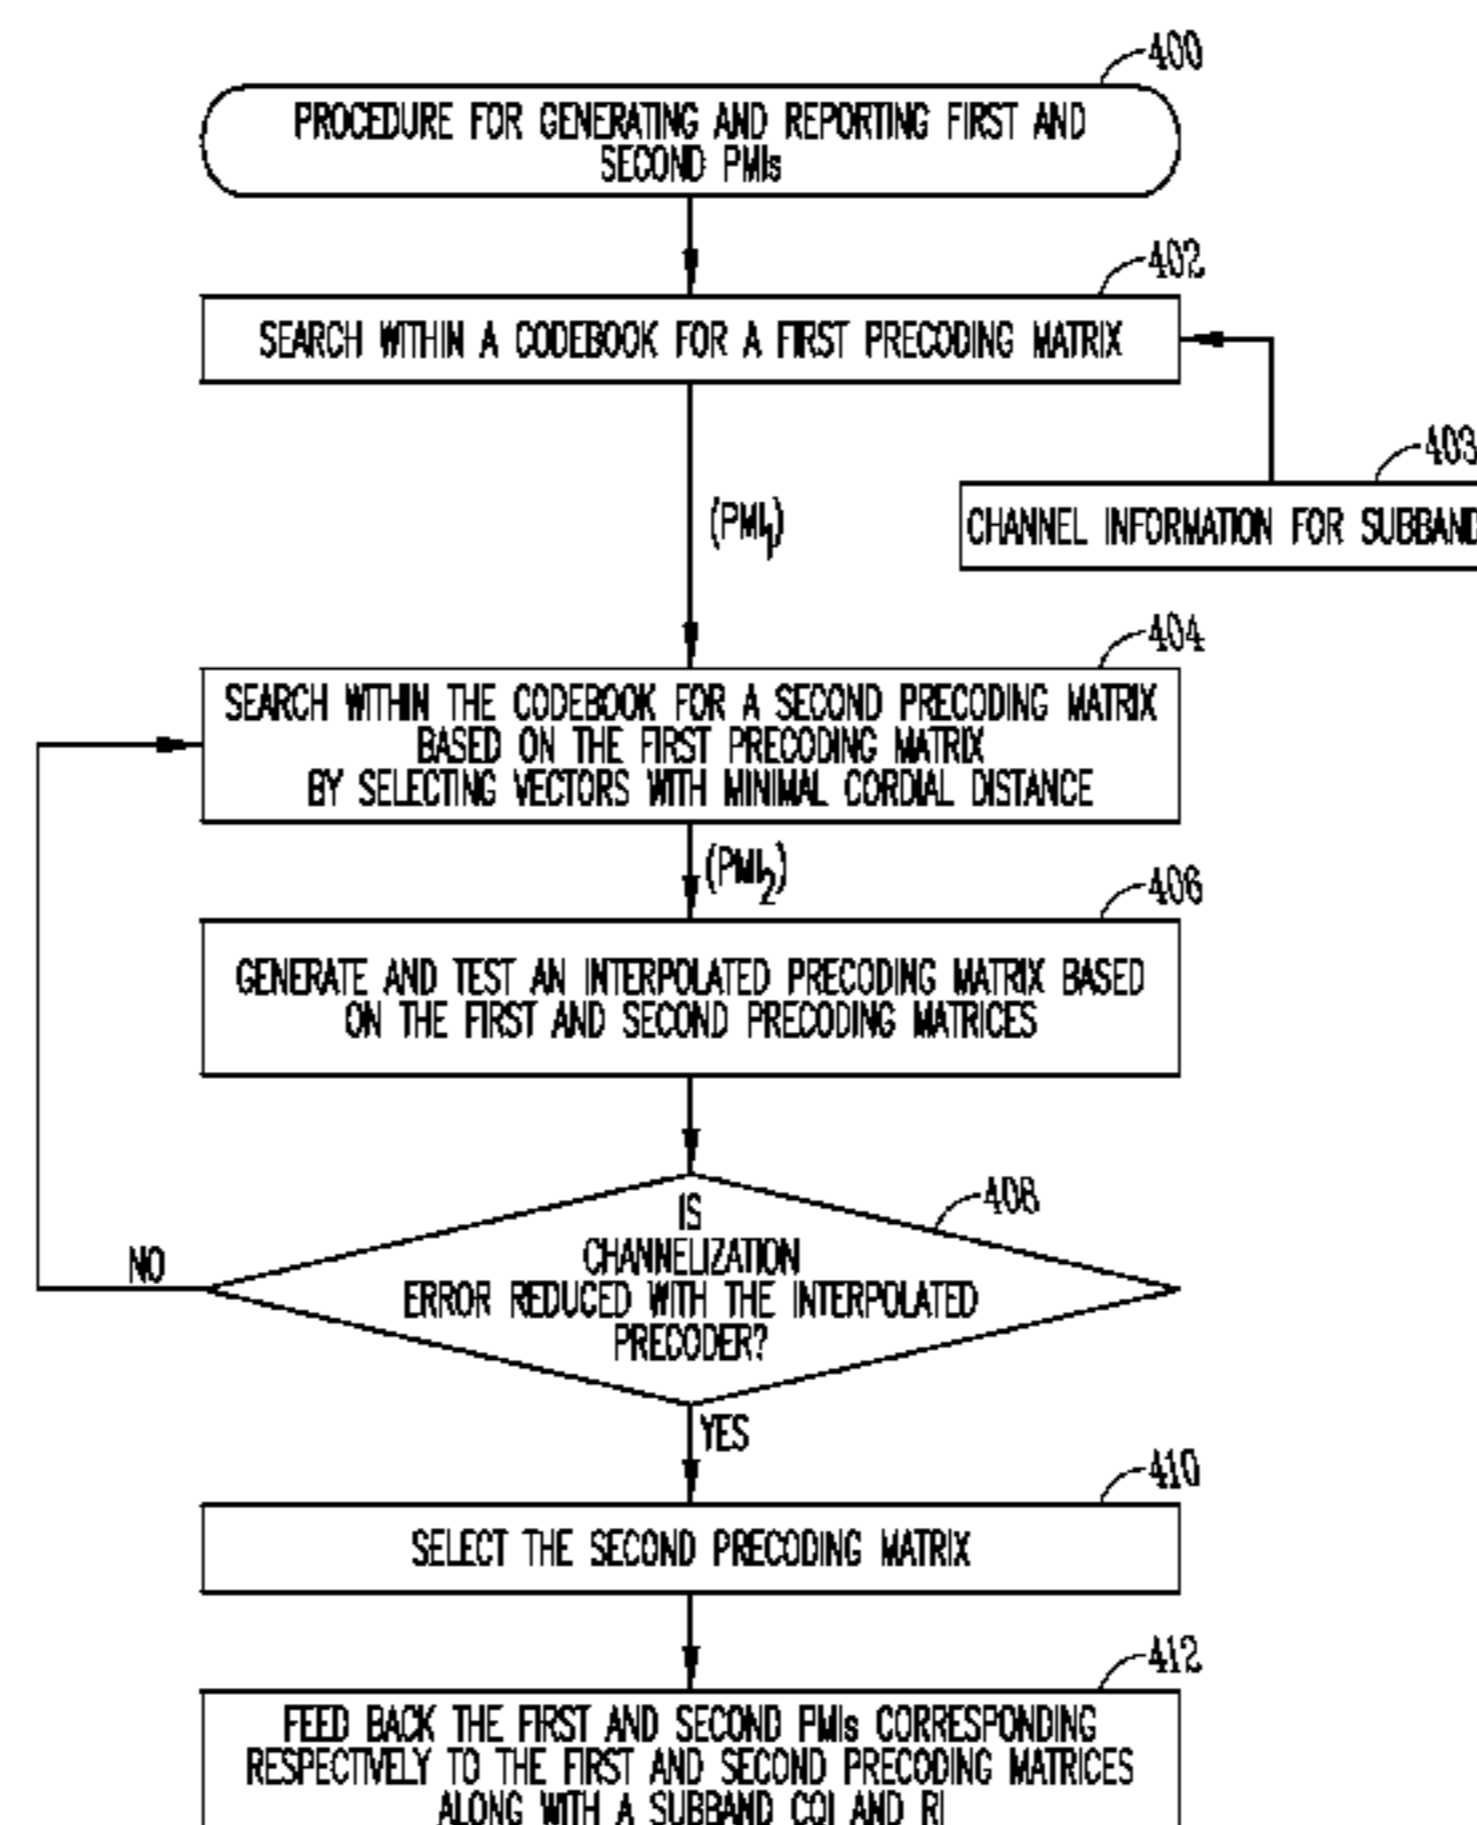 400
PROCEDURE FOR GENERATING AND REPORTING FIRST AND
SECOND PMIs
402
SEARCH WITHIN A CODEBOOK FOR A FIRST PRECODING MATRIX
403
CHANNEL INFORMATION FOR SUBBAND
(PMI1)
404
SEARCH WITHIN THE CODEBOOK FOR A SECOND PRECODING MATRIX
BASED ON THE FIRST PRECODING MATRIX
BY SELECTING VECTORS WITH MINIMAL CORDIAL DISTANCE
(PMI2)
406
GENERATE AND TEST AN INTERPOLATED PRECODING MATRIX BASED
ON THE FIRST AND SECOND PRECODING MATRICES
408
IS
CHANNELIZATION
ERROR REDUCED WITH THE INTERPOLATED
PRECODER?
NO
YES
410
SELECT THE SECOND PRECODING MATRIX
412
FEED BACK THE FIRST AND SECOND PMIs CORRESPONDING
RESPECTIVELY TO THE FIRST AND SECOND PRECODING MATRICES
ALONG WITH A SUBBAND CQI AND RI